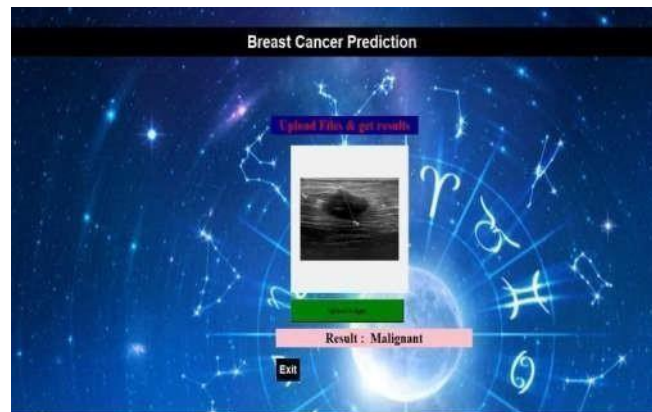 Breast Cancer Prediction
Upload Files & get results
Result : Malignant
Exit